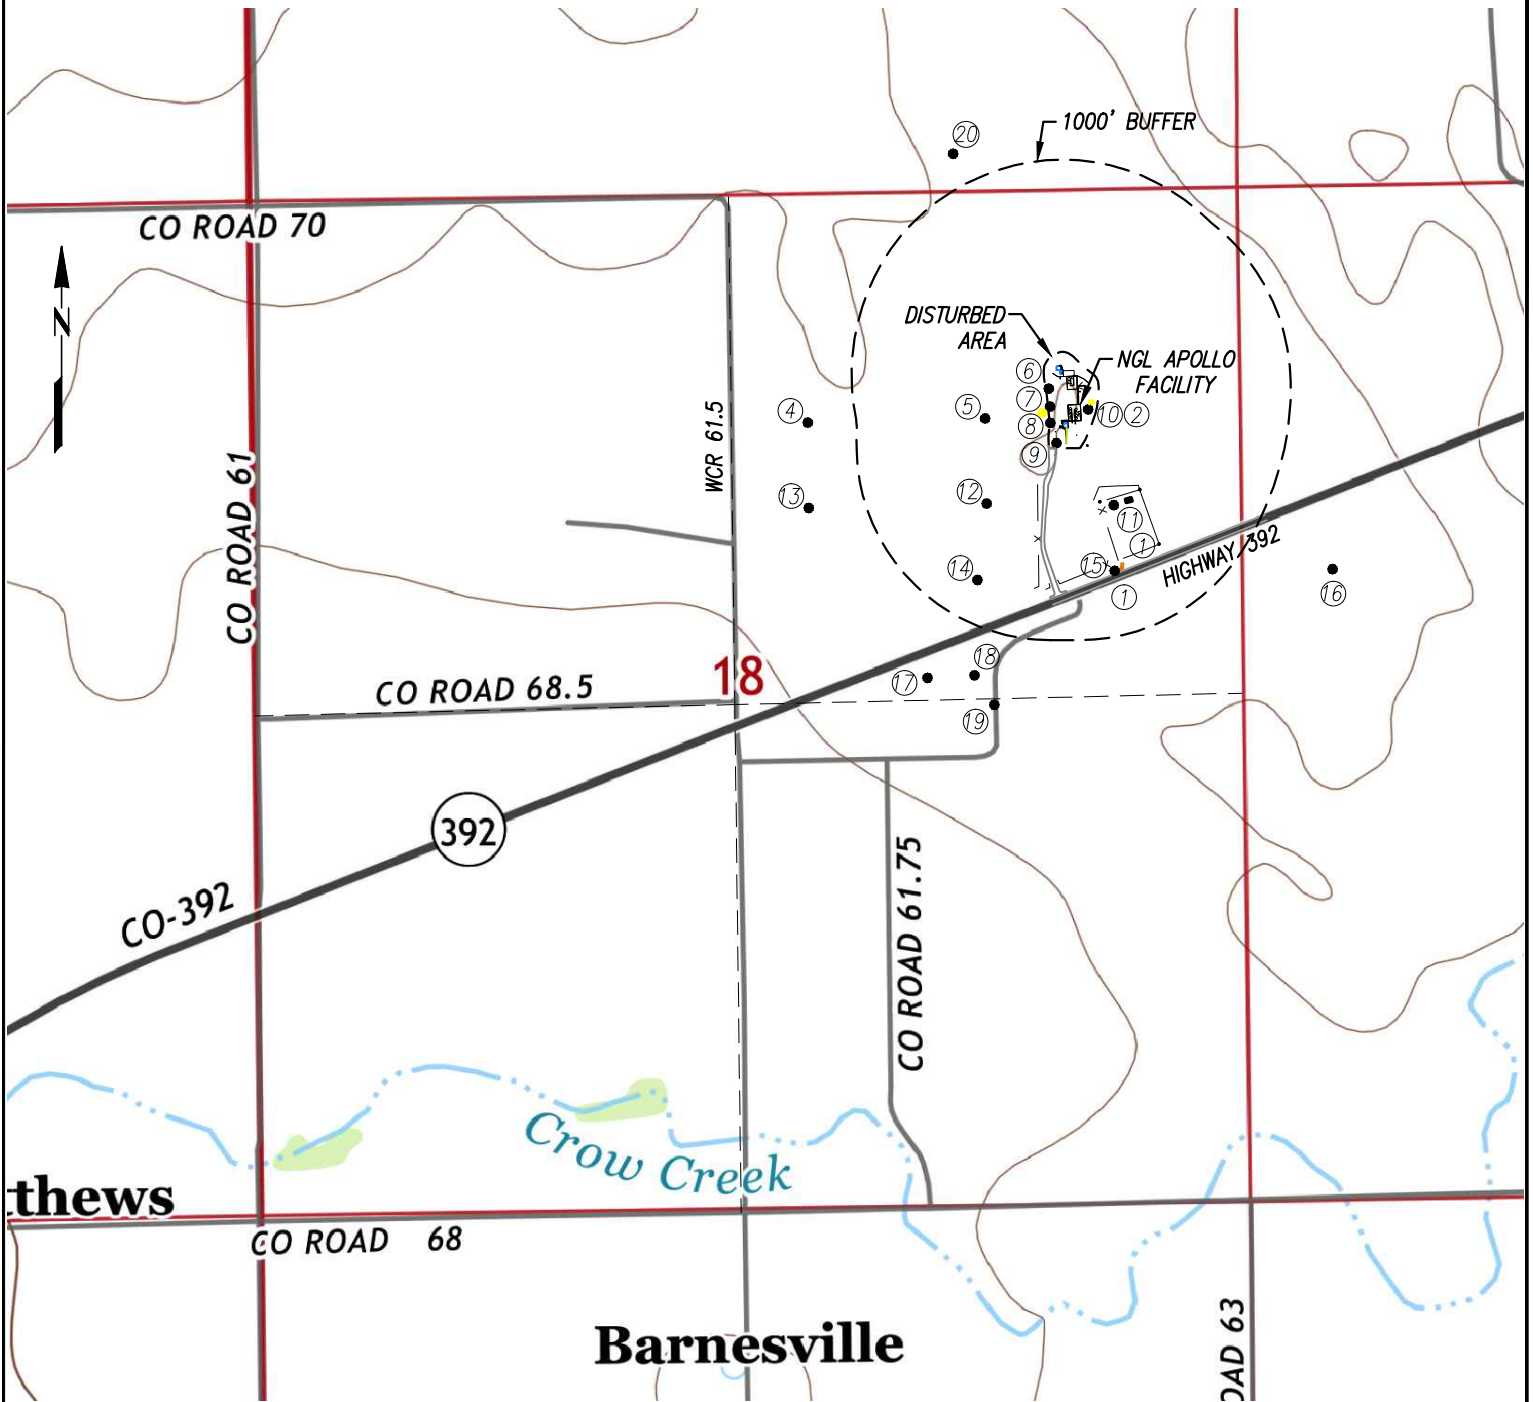 20
1000' BUFFER
CO ROAD 70
N
DISTURBED
AREA
NGL APOLLO
FACILITY
6
7
8
9
10 2
4
5
WCR 61.5
13
12
11
1
CO ROAD 61
14
15
1
HIGHWAY 392
16
18
CO ROAD 68.5
17
18
19
392
CO-392
CO ROAD 61.75
Crow Creek
thews
CO ROAD 68
Barnesville
OAD 63